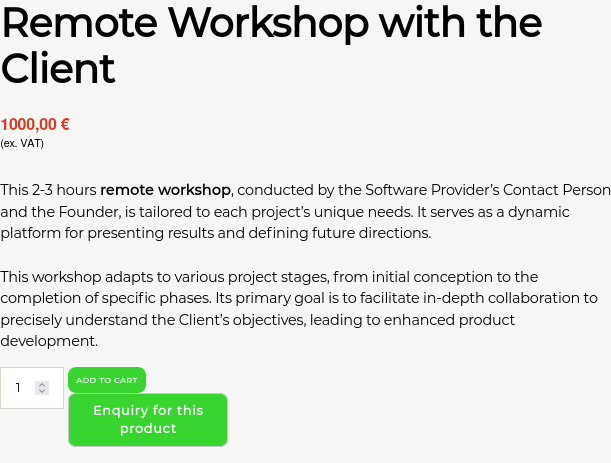 Remote Workshop with the
Client
1000,00 €
(ex. VAT)
This 2-3 hours remote workshop, conducted by the Software Provider’s Contact Person
and the Founder, is tailored to each project’s unique needs. It serves as a dynamic
platform for presenting results and defining future directions.
This workshop adapts to various project stages, from initial conception to the
completion of specific phases. Its primary goal is to facilitate in-depth collaboration to
precisely understand the Client’s objectives, leading to enhanced product
development.
1
ADD TO CART
Enquiry for this
product